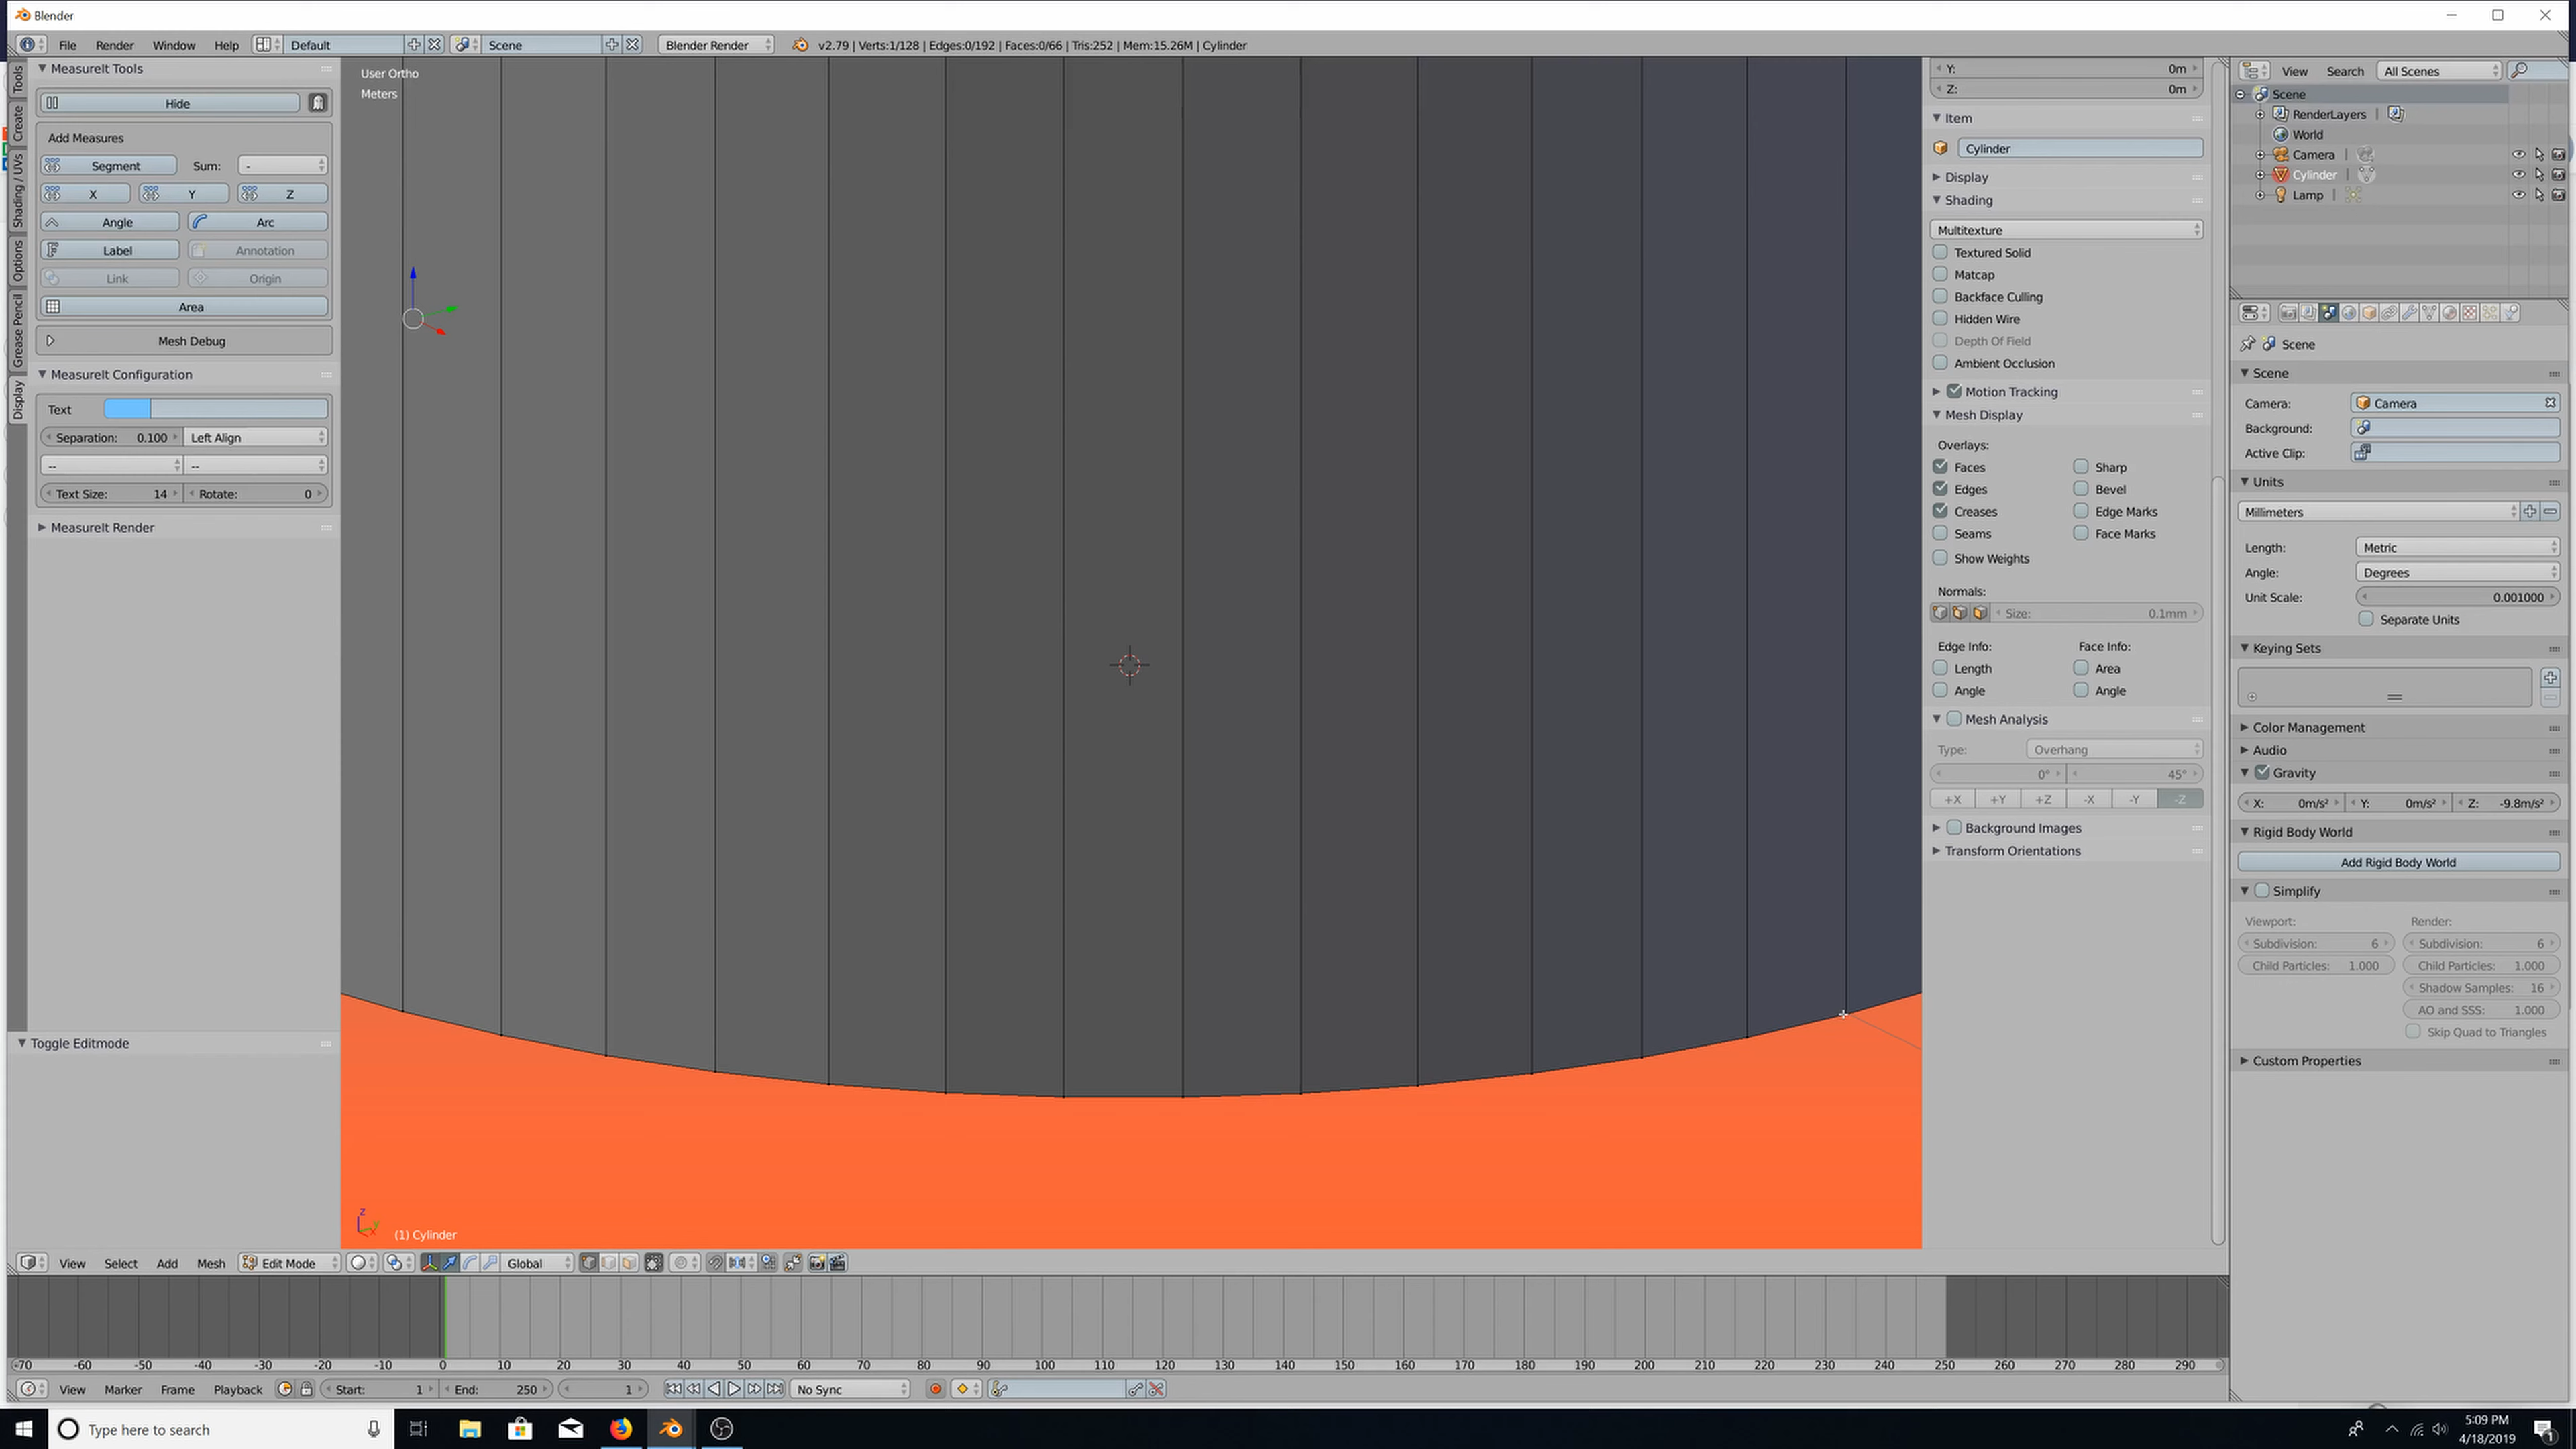 Blender
File Render Window Help Default Scene Blender Render v2.79 | Verts:1/128 | Edges:0/192 | Faces:0/66 | Tris:252 | Mem:15.26M | Cylinder
Tools
Create
Shading / UVs
Options
Grease Pencil
Display
MeasureIt Tools
Hide
Add Measures
Segment Sum: -
X Y Z
Angle Arc
Label Annotation
Link Origin
Area
Mesh Debug
MeasureIt Configuration
Text
Separation: 0.100 Left Align
-- --
Text Size: 14 Rotate: 0
MeasureIt Render
Toggle Editmode
User Ortho
Meters
z
y
x
(1) Cylinder
Y: 0m
Z: 0m
Item
Cylinder
Display
Shading
Multitexture
Textured Solid
Matcap
Backface Culling
Hidden Wire
Depth Of Field
Ambient Occlusion
Motion Tracking
Mesh Display
Overlays:
Faces Sharp
Edges Bevel
Creases Edge Marks
Seams Face Marks
Show Weights
Normals:
Size: 0.1mm
Edge Info: Face Info:
Length Area
Angle Angle
Mesh Analysis
Type: Overhang
0° 45°
+X +Y +Z -X -Y -Z
Background Images
Transform Orientations
View Search All Scenes
Scene
RenderLayers
World
Camera
Cylinder
Lamp
Scene
Scene
Camera: Camera
Background:
Active Clip:
Units
Millimeters
Length: Metric
Angle: Degrees
Unit Scale: 0.001000
Separate Units
Keying Sets
Color Management
Audio
Gravity
X: 0m/s² Y: 0m/s² Z: -9.8m/s²
Rigid Body World
Add Rigid Body World
Simplify
Viewport: Render:
Subdivision: 6 Subdivision: 6
Child Particles: 1.000 Child Particles: 1.000
Shadow Samples: 16
AO and SSS: 1.000
Skip Quad to Triangles
Custom Properties
View Select Add Mesh Edit Mode Global
-70 -60 -50 -40 -30 -20 -10 0 10 20 30 40 50 60 70 80 90 100 110 120 130 140 150 160 170 180 190 200 210 220 230 240 250 260 270 280 290
View Marker Frame Playback Start: 1 End: 250 1 No Sync
Type here to search
5:09 PM
4/18/2019
1